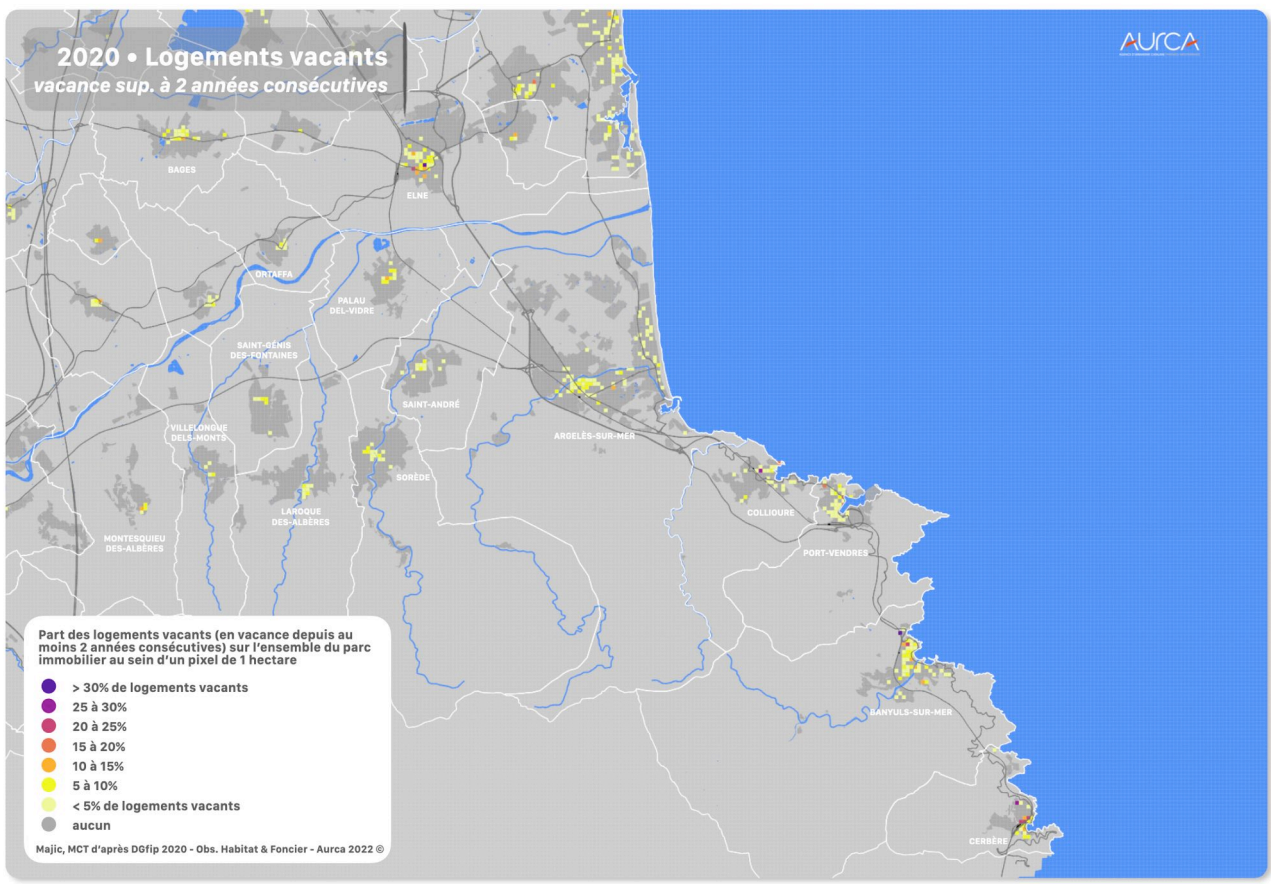 2020 • Logements vacants
vacance sup. à 2 années consécutives
AURCA
BAGES
ELNE
ORTAFFA
PALAU
DEL-VIDRE
SAINT-GÉNIS
DES-FONTAINES
SAINT-ANDRÉ
VILLELONGUE
DELS-MONTS
ARGELÈS-SUR-MER
SORÈDE
LAROQUE
DES-ALBÈRES
COLLIOURE
MONTESQUIEU
DES-ALBÈRES
PORT-VENDRES
BANYULS-SUR-MER
CERBÈRE
Part des logements vacants (en vacance depuis au
moins 2 années consécutives) sur l'ensemble du parc
immobilier au sein d'un pixel de 1 hectare
> 30% de logements vacants
25 à 30%
20 à 25%
15 à 20%
10 à 15%
5 à 10%
< 5% de logements vacants
aucun
Majic, MCT d'après DGfip 2020 - Obs. Habitat & Foncier - Aurca 2022 ©